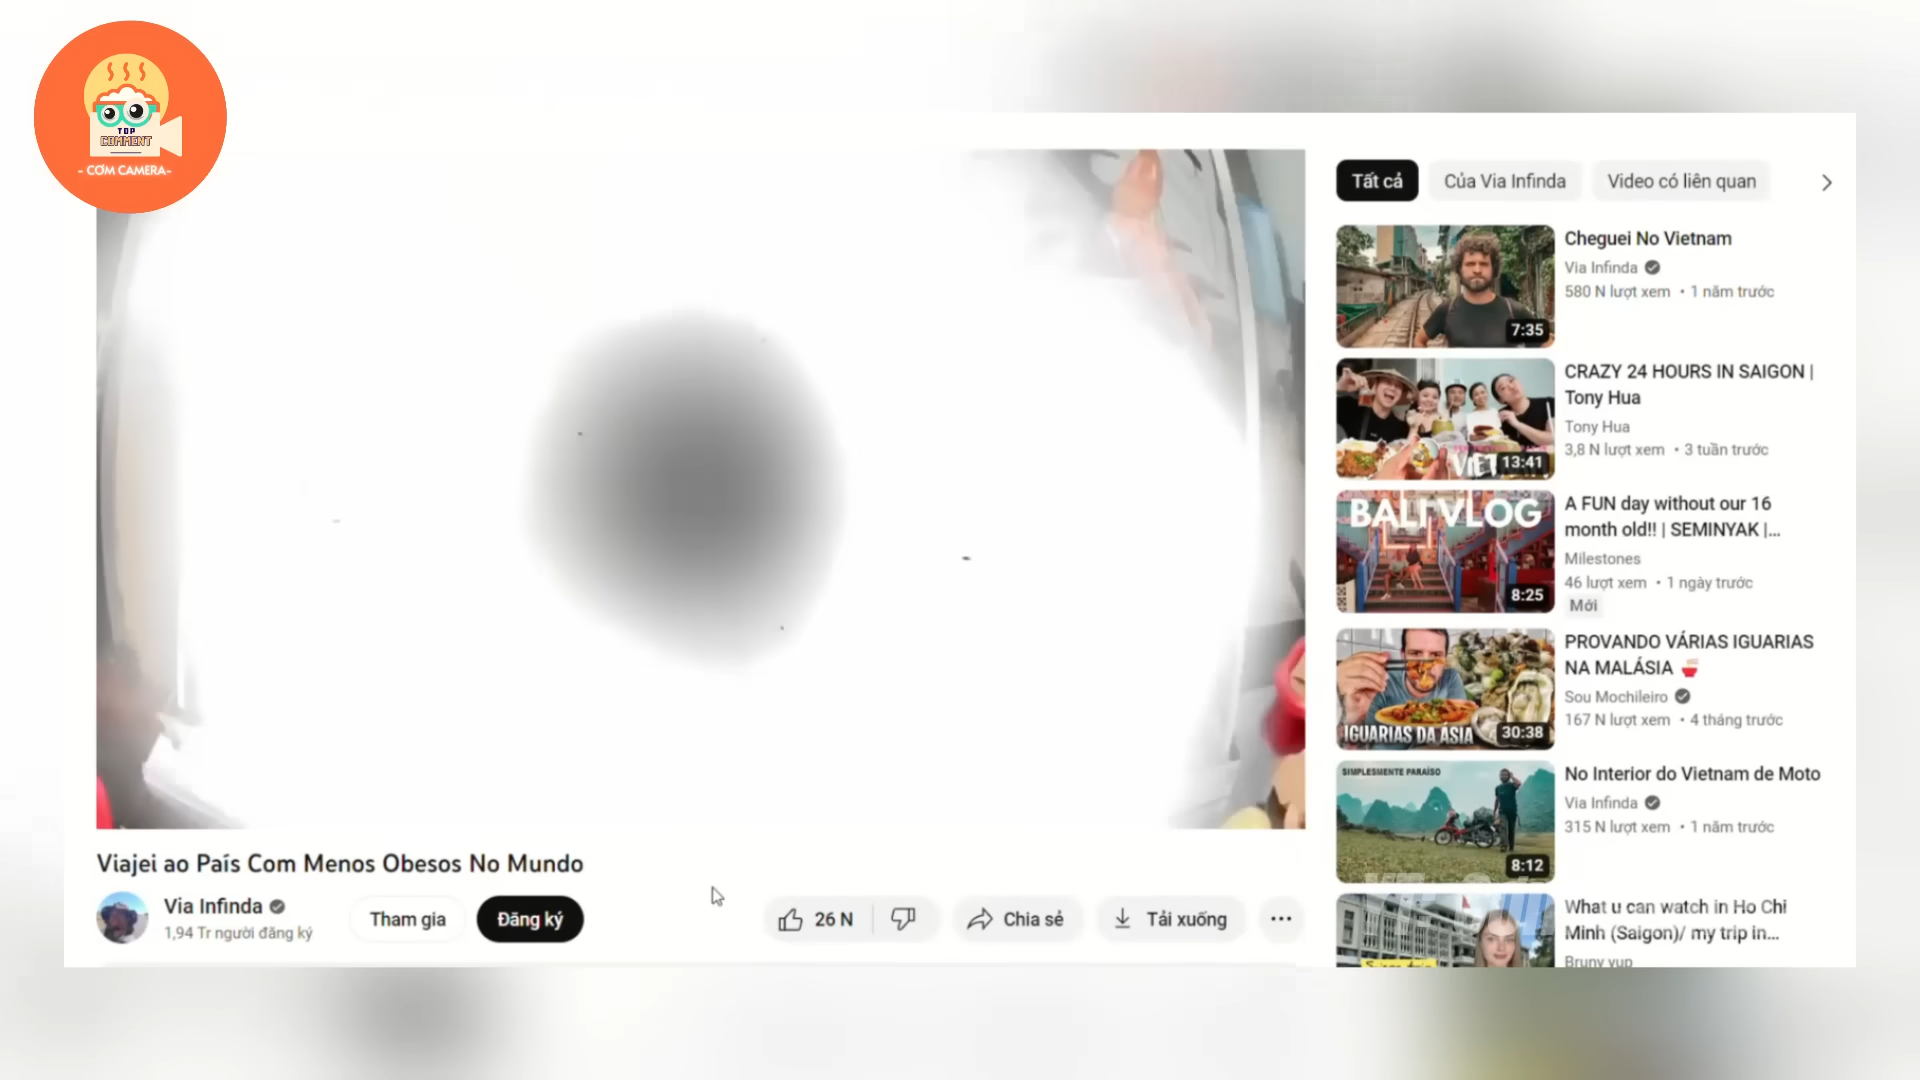 TOP
COMMENT
- CƠM CAMERA-
Tất cả
Của Via Infinda
Video có liên quan
Cheguei No Vietnam
Via Infinda
580 N lượt xem • 1 năm trước
7:35
CRAZY 24 HOURS IN SAIGON |
Tony Hua
Tony Hua
3,8 N lượt xem • 3 tuần trước
VIET
13:41
BALI VLOG
A FUN day without our 16
month old!! | SEMINYAK |...
Milestones
46 lượt xem • 1 ngày trước
Mới
8:25
PROVANDO VÁRIAS IGUARIAS
NA MALÁSIA
Sou Mochileiro
167 N lượt xem • 4 tháng trước
IGUARIAS DA ÁSIA
30:38
SIMPLESMENTE PARAÍSO
No Interior do Vietnam de Moto
Via Infinda
315 N lượt xem • 1 năm trước
8:12
What u can watch in Ho Chi
Minh (Saigon)/ my trip in...
Bruny yup
Viajei ao País Com Menos Obesos No Mundo
Via Infinda
1,94 Tr người đăng ký
Tham gia
Đăng ký
26 N
Chia sẻ
Tải xuống